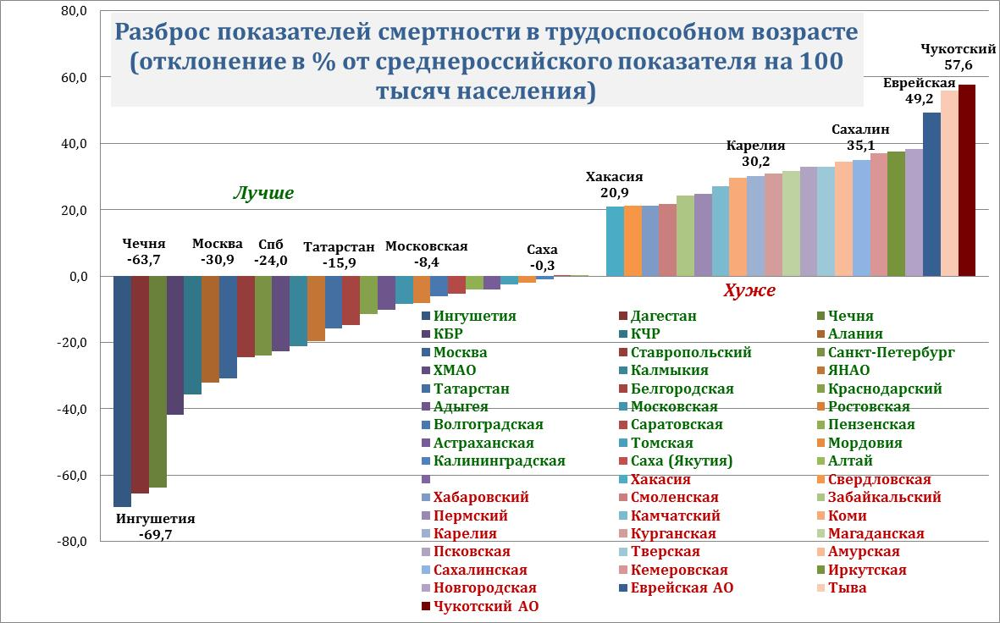 80,0
Разброс показателей смертности в трудоспособном возрасте
(отклонение в % от среднероссийского показателя на 100
тысяч населения)
Чукотский
57,6
60,0
Еврейская
49,2
Сахалин
35,1
40,0
Карелия
30,2
Хакасия
20,9
Лучше
20,0
Чечня
-63,7
Москва
-30,9
Спб
-24,0
Татарстан
-15,9
Московская
-8,4
Саха
-0,3
0,0
Хуже
-20,0
-40,0
-60,0
-80,0
Ингушетия
-69,7
Ингушетия Дагестан Чечня
КБР КЧР Алания
Москва Ставропольский Санкт-Петербург
ХМАО Калмыкия ЯНАО
Татарстан Белгородская Краснодарский
Адыгея Московская Ростовская
Волгоградская Саратовская Пензенская
Астраханская Томская Мордовия
Калининградская Саха (Якутия) Алтай
Хакасия Свердловская
Хабаровский Смоленская Забайкальский
Пермский Камчатский Коми
Карелия Курганская Магаданская
Псковская Тверская Амурская
Сахалинская Кемеровская Иркутская
Новгородская Еврейская АО Тыва
Чукотский АО